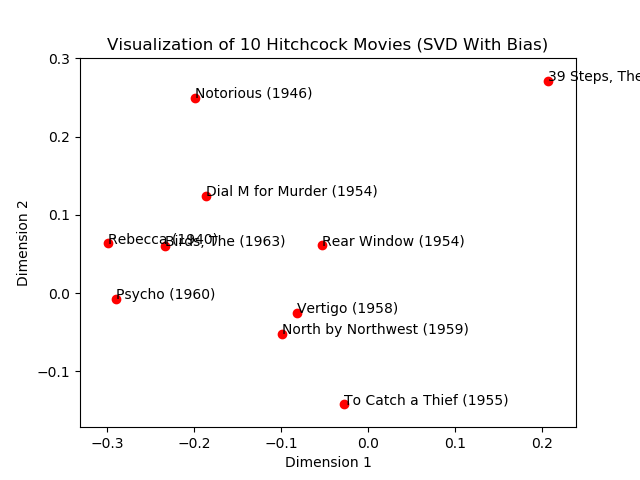 Visualization of 10 Hitchcock Movies (SVD With Bias)
0.3
39 Steps, The
Notorious (1946)
0.2
Dial M for Murder (1954)
0.1
Rebecca (1940)
Birds, The (1963)
Rear Window (1954)
Dimension 2
0.0
Psycho (1960)
Vertigo (1958)
North by Northwest (1959)
−0.1
To Catch a Thief (1955)
−0.3 −0.2 −0.1 0.0 0.1 0.2
Dimension 1